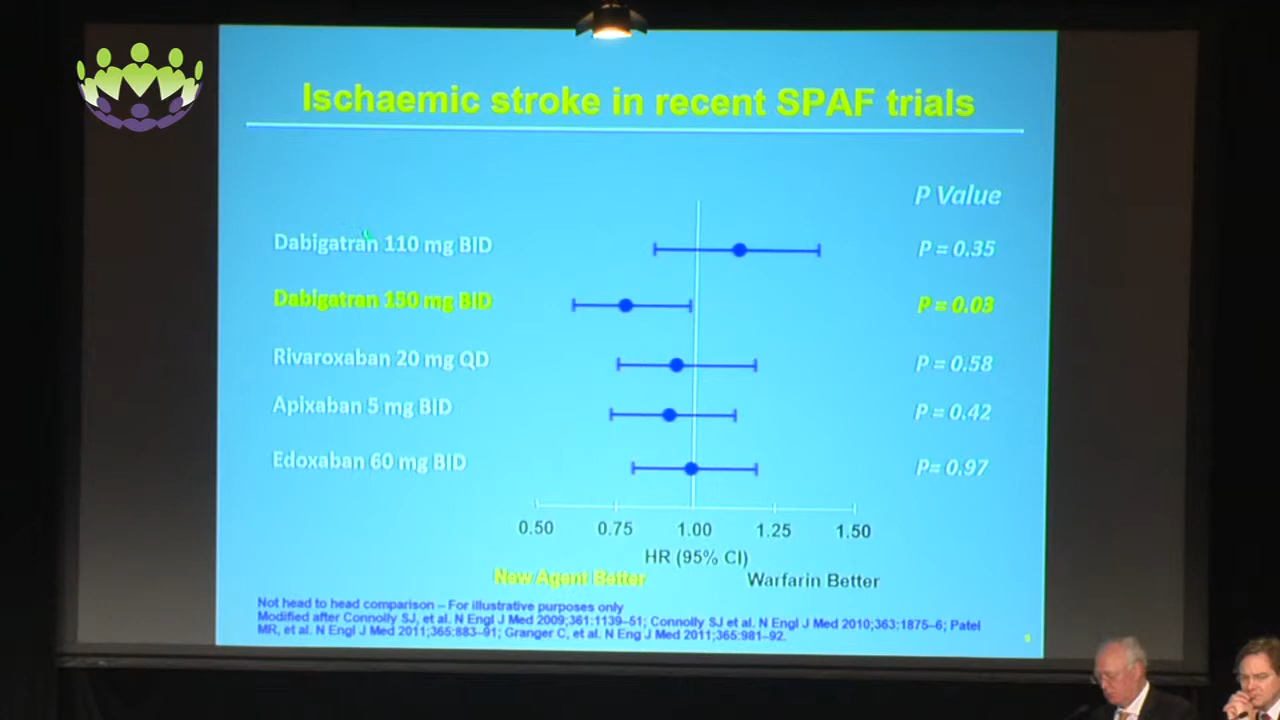 Ischaemic stroke in recent SPAF trials
P Value
Dabigatran 110 mg BID P = 0.35
Dabigatran 150 mg BID P = 0.03
Rivaroxaban 20 mg QD P = 0.58
Apixaban 5 mg BID P = 0.42
Edoxaban 60 mg BID P= 0.97
0.50 0.75 1.00 1.25 1.50
HR (95% CI)
New Agent Better Warfarin Better
Not head to head comparison – For illustrative purposes only
Modified after Connolly SJ, et al. N Engl J Med 2009;361:1139–51; Connolly SJ et al. N Engl J Med 2010;363:1875–6; Patel
MR, et al. N Engl J Med 2011;365:883–91; Granger C, et al. N Eng J Med 2011;365:981–92.